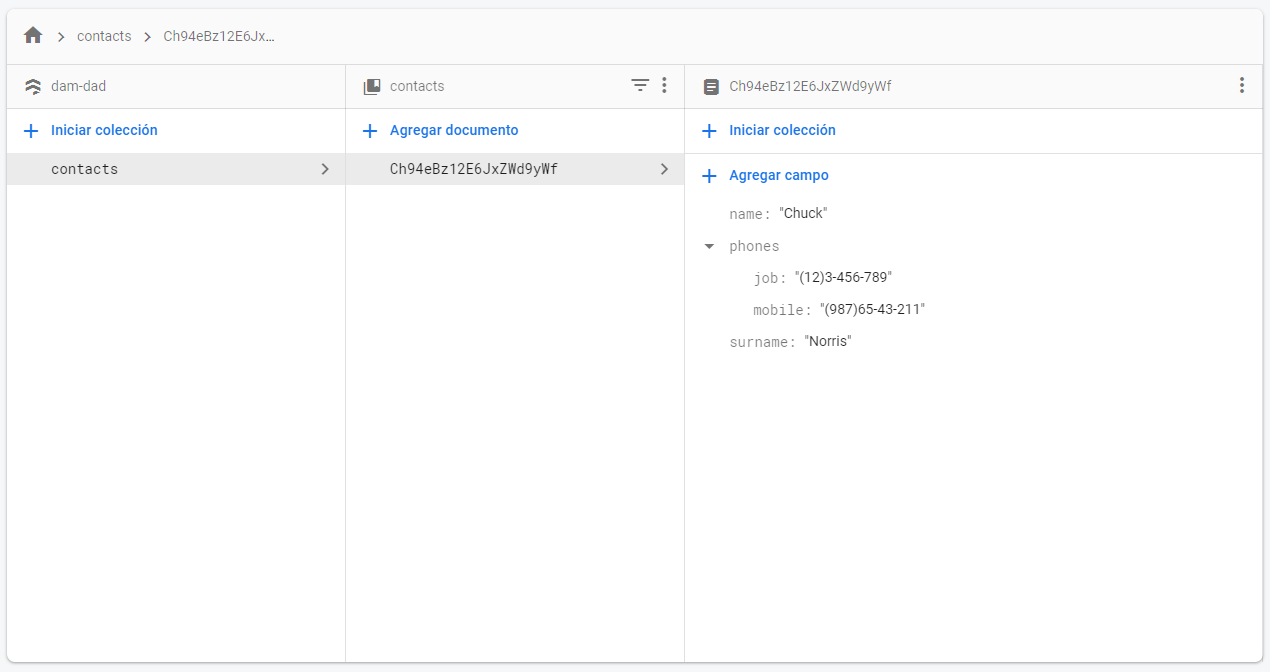 contacts > Ch94eBz12E6Jx...
dam-dad
Iniciar colección
contacts
contacts
Agregar documento
Ch94eBz12E6JxZWd9yWf
Ch94eBz12E6JxZWd9yWf
Iniciar colección
Agregar campo
name: "Chuck"
phones
job: "(12)3-456-789"
mobile: "(987)65-43-211"
surname: "Norris"